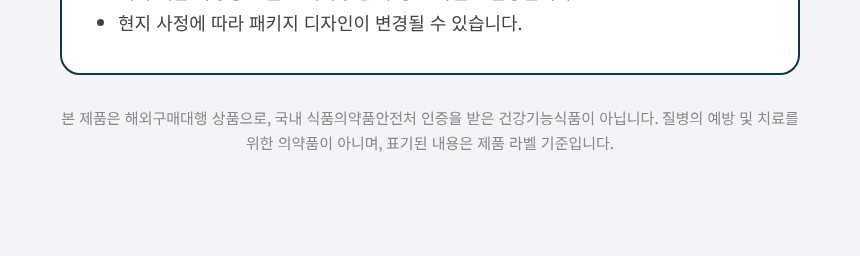 현지 사정에 따라 패키지 디자인이 변경될 수 있습니다.
본 제품은 해외구매대행 상품으로, 국내 식품의약품안전처 인증을 받은 건강기능식품이 아닙니다. 질병의 예방 및 치료를
위한 의약품이 아니며, 표기된 내용은 제품 라벨 기준입니다.